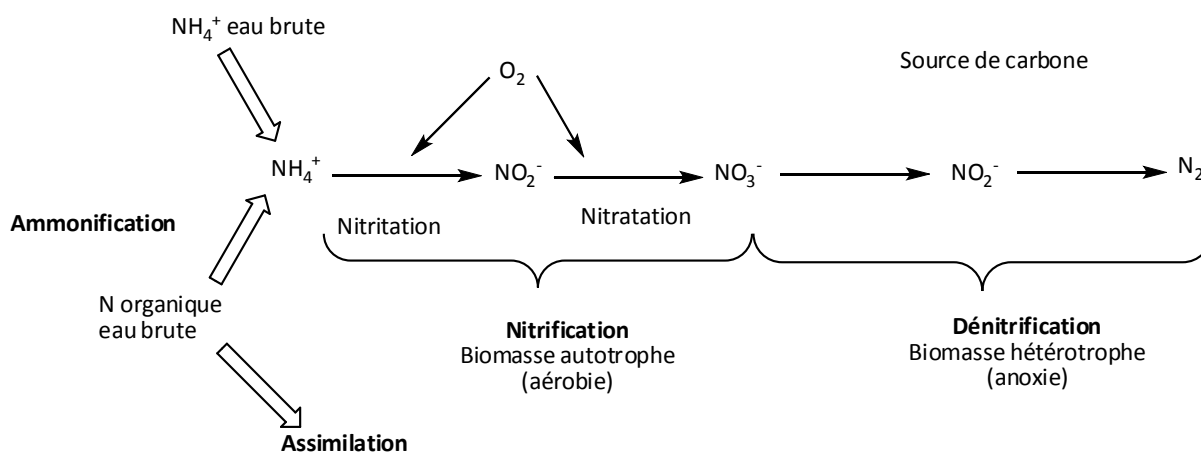 NH₄⁺ eau brute
O₂
Source de carbone
NH₄⁺
NO₂⁻
NO₃⁻
NO₂⁻
N₂
Ammonification
Nitritation
Nitratation
N organique
eau brute
Nitrification
Biomasse autotrophe
(aérobie)
Dénitrification
Biomasse hétérotrophe
(anoxie)
Assimilation